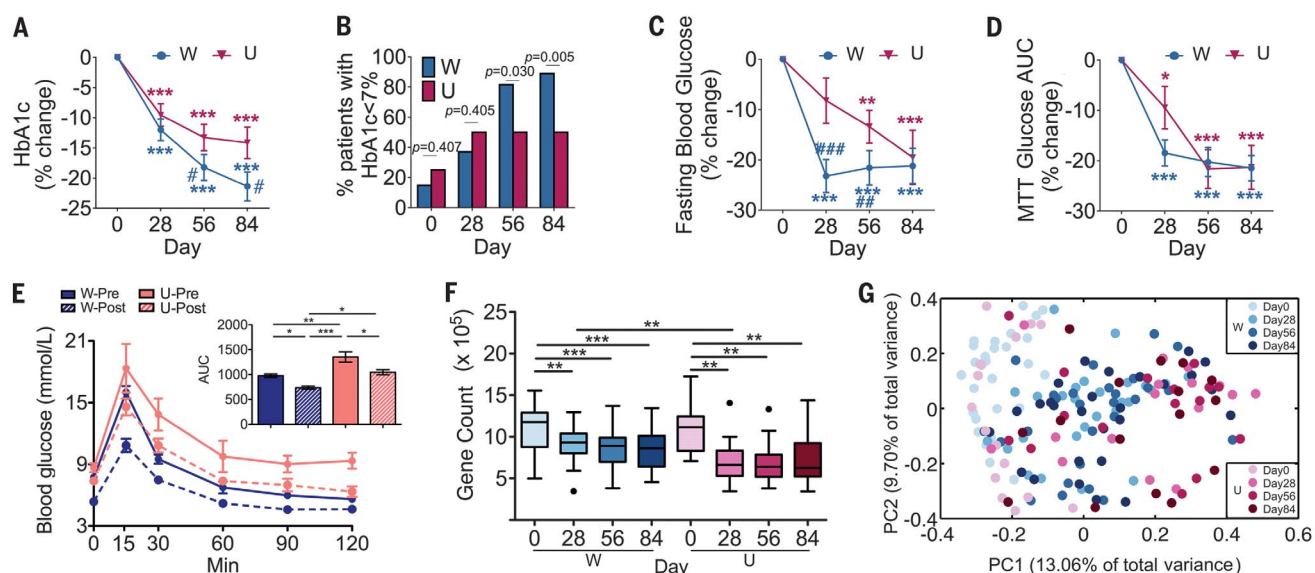 A
W U
HbA1c
(% change)
0
-5
-10
-15
-20
-25
***
***
***
***
#
***
***
#
0 28 56 84
Day
B
% patients with
HbA1c<7%
100
80
60
40
20
0
W
U
p=0.407
p=0.405
p=0.030
p=0.005
0 28 56 84
Day
C
W U
Fasting Blood Glucose
(% change)
0
-10
-20
-30
**
***
###
***
***
##
***
0 28 56 84
Day
D
W U
MTT Glucose AUC
(% change)
0
-10
-20
-30
*
***
***
***
***
***
0 28 56 84
Day
E
W-Pre U-Pre
W-Post U-Post
Blood glucose (mmol/L)
21
15
9
3
0 15 30 60 90 120
Min
AUC
2000
1500
1000
500
0
*
**
* *** *
F
Gene Count (x 10⁵)
15
10
5
**
***
***
**
**
**
**
0 28 56 84 0 28 56 84
W Day U
G
PC2 (9.70% of total variance)
0.4
0.2
0
-0.2
-0.4
W
Day0
Day28
Day56
Day84
U
Day0
Day28
Day56
Day84
-0.4 -0.2 0 0.2 0.4 0.6
PC1 (13.06% of total variance)